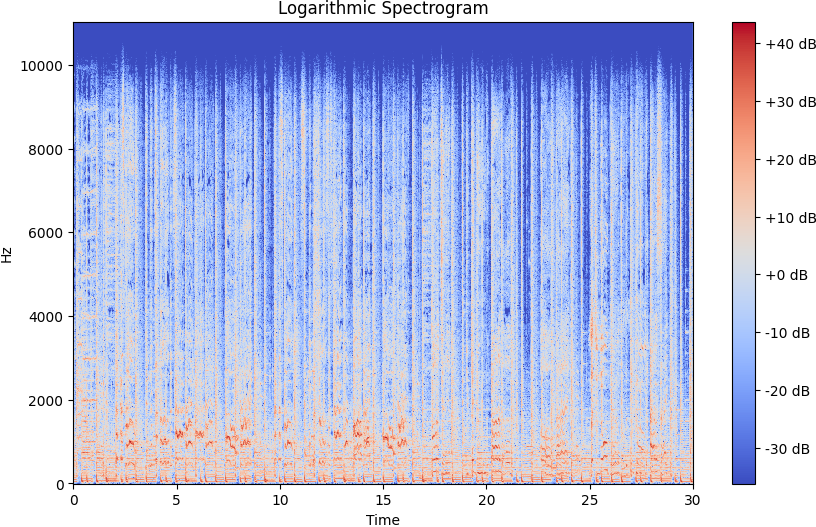 Logarithmic Spectrogram
10000
8000
6000
4000
2000
0
Hz
0 5 10 15 20 25 30
Time
+40 dB
+30 dB
+20 dB
+10 dB
+0 dB
-10 dB
-20 dB
-30 dB